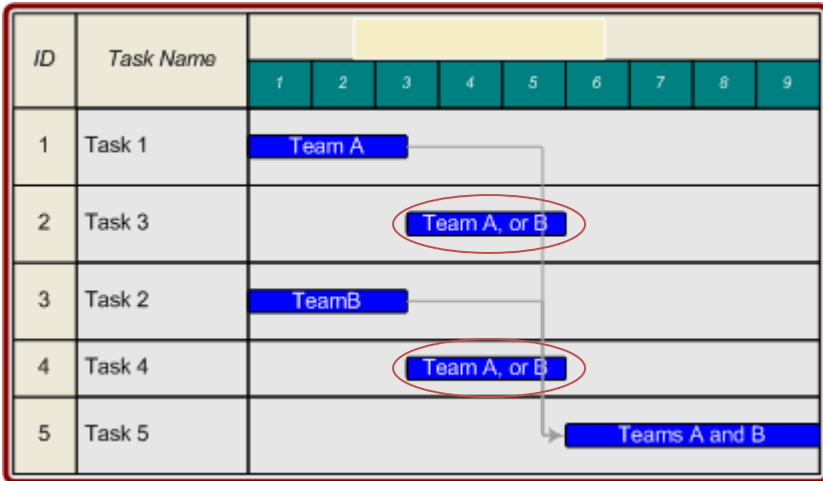 ID Task Name
1 2 3 4 5 6 7 8 9
1 Task 1 Team A
2 Task 3 Team A, or B
3 Task 2 TeamB
4 Task 4 Team A, or B
5 Task 5 Teams A and B